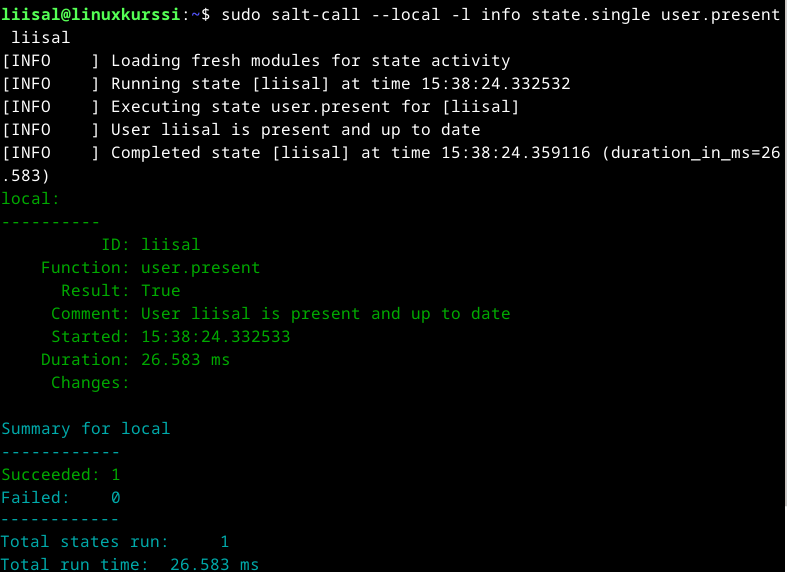 liisal@linuxkurssi:~$ sudo salt-call --local -l info state.single user.present
 liisal
[INFO    ] Loading fresh modules for state activity
[INFO    ] Running state [liisal] at time 15:38:24.332532
[INFO    ] Executing state user.present for [liisal]
[INFO    ] User liisal is present and up to date
[INFO    ] Completed state [liisal] at time 15:38:24.359116 (duration_in_ms=26
.583)
local:
----------
          ID: liisal
    Function: user.present
      Result: True
     Comment: User liisal is present and up to date
     Started: 15:38:24.332533
    Duration: 26.583 ms
     Changes:
Summary for local
------------
Succeeded: 1
Failed:    0
------------
Total states run:     1
Total run time:  26.583 ms